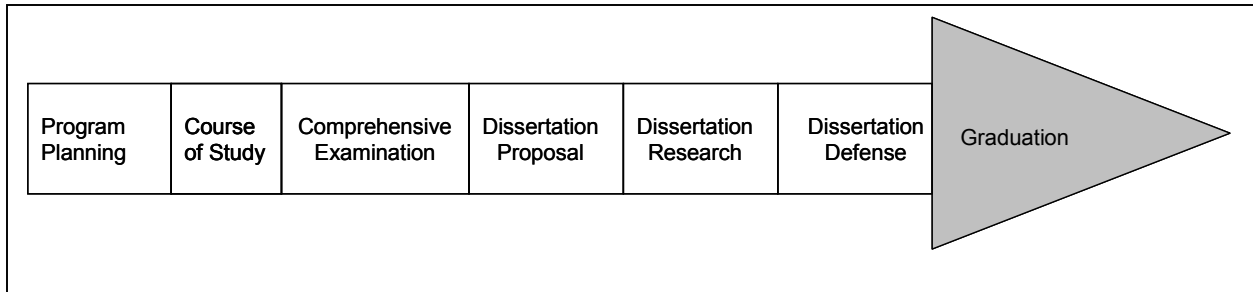 Program
Planning
Course
of Study
Comprehensive
Examination
Dissertation
Proposal
Dissertation
Research
Dissertation
Defense
Graduation